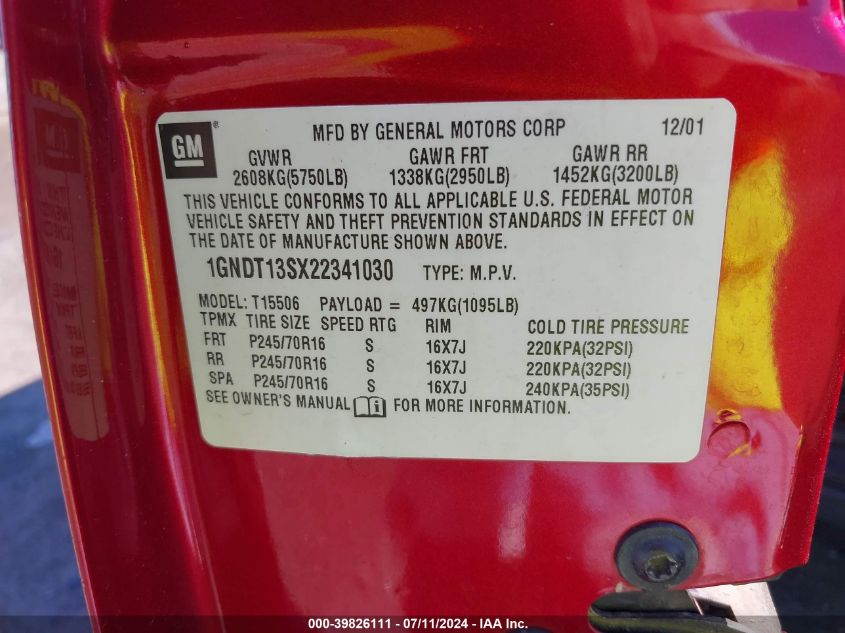 GM®
MFD BY GENERAL MOTORS CORP 12/01
GVWR GAWR FRT GAWR RR
2608KG(5750LB) 1338KG(2950LB) 1452KG(3200LB)
THIS VEHICLE CONFORMS TO ALL APPLICABLE U.S. FEDERAL MOTOR
VEHICLE SAFETY AND THEFT PREVENTION STANDARDS IN EFFECT ON
THE DATE OF MANUFACTURE SHOWN ABOVE.
1GNDT13SX22341030 TYPE: M.P.V.
MODEL: T15506 PAYLOAD = 497KG(1095LB)
TPMX TIRE SIZE SPEED RTG RIM COLD TIRE PRESSURE
FRT P245/70R16 S 16X7J 220KPA(32PSI)
RR P245/70R16 S 16X7J 220KPA(32PSI)
SPA P245/70R16 S 16X7J 240KPA(35PSI)
SEE OWNER'S MANUAL FOR MORE INFORMATION.
000-39826111 - 07/11/2024 - IAA Inc.